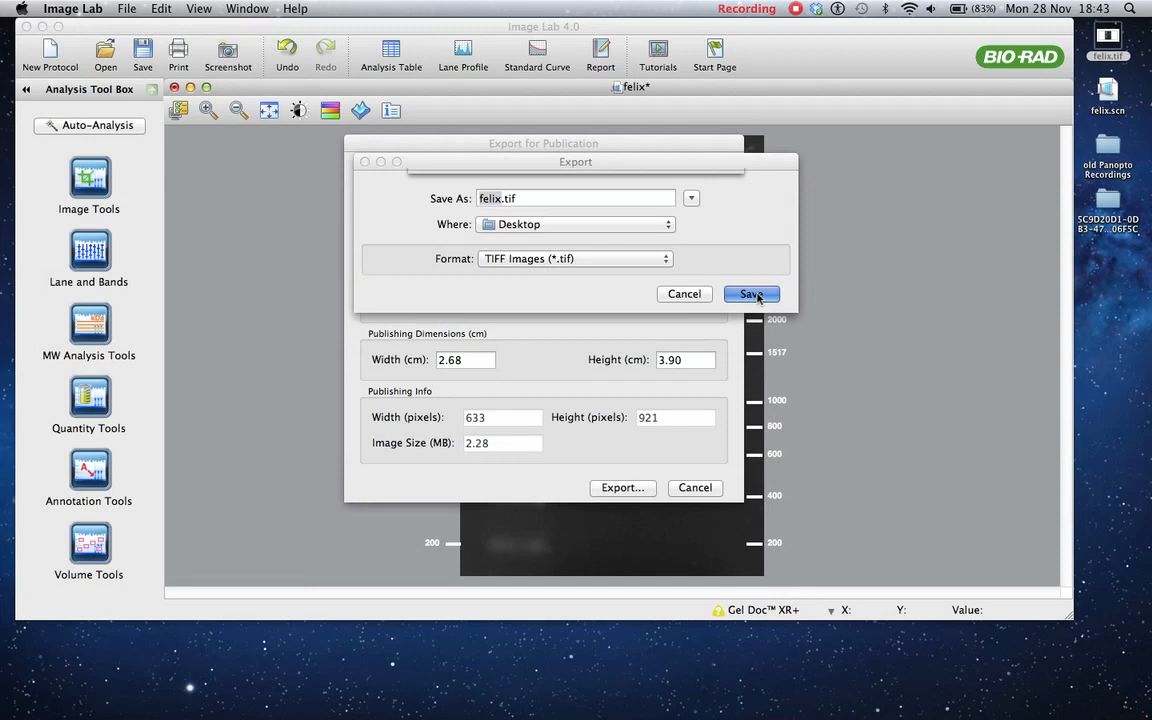 Image Lab File Edit View Window Help Recording (83%) Mon 28 Nov 18:43
Image Lab 4.0
New Protocol Open Save Print Screenshot Undo Redo Analysis Table Lane Profile Standard Curve Report Tutorials Start Page
BIO-RAD
felix.tif
Analysis Tool Box
felix*
Auto-Analysis
felix.scn
Export for Publication
Export
Image Tools
Save As: felix.tif
Where: Desktop
old Panopto
Recordings
5C9D20D1-0D
B3-47...06F5C
Format: TIFF Images (*.tif)
Lane and Bands
Cancel Save
2000
Publishing Dimensions (cm)
MW Analysis Tools
1517
Width (cm): 2.68 Height (cm): 3.90
Publishing Info
1000
Width (pixels): 633 Height (pixels): 921
800
Quantity Tools
Image Size (MB): 2.28
600
Export... Cancel
400
Annotation Tools
200 200
Volume Tools
Gel Doc™ XR+ X: Y: Value: